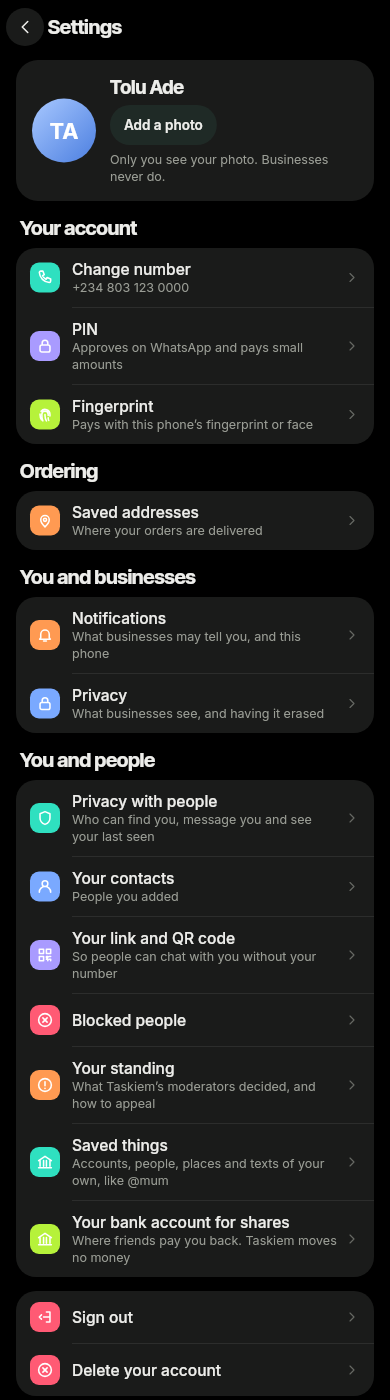 Settings
TA
Tolu Ade
Add a photo
Only you see your photo. Businesses
never do.
Your account
Change number
+234 803 123 0000
PIN
Approves on WhatsApp and pays small
amounts
Fingerprint
Pays with this phone’s fingerprint or face
Ordering
Saved addresses
Where your orders are delivered
You and businesses
Notifications
What businesses may tell you, and this
phone
Privacy
What businesses see, and having it erased
You and people
Privacy with people
Who can find you, message you and see
your last seen
Your contacts
People you added
Your link and QR code
So people can chat with you without your
number
Blocked people
Your standing
What Taskiem’s moderators decided, and
how to appeal
Saved things
Accounts, people, places and texts of your
own, like @mum
Your bank account for shares
Where friends pay you back. Taskiem moves
no money
Sign out
Delete your account